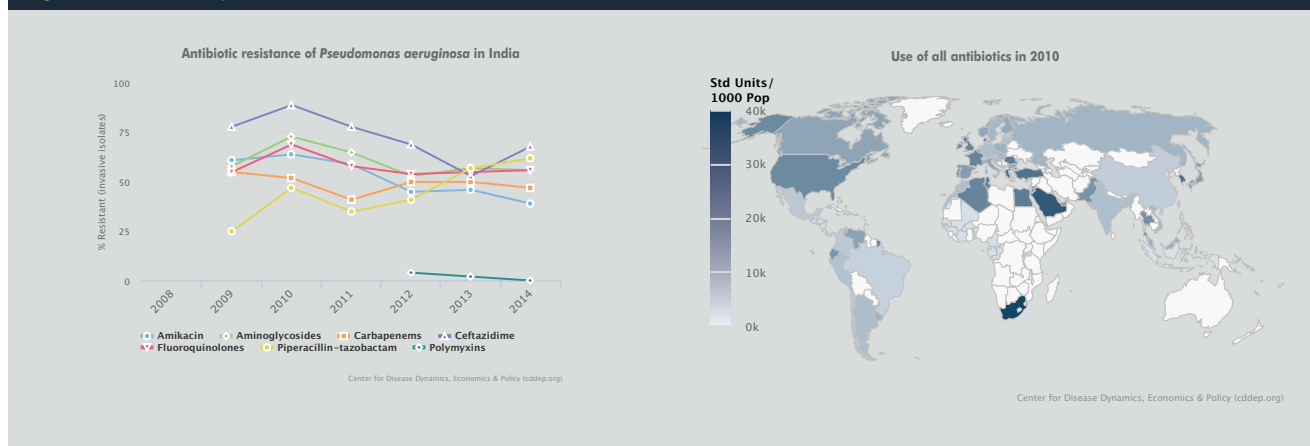 Antibiotic resistance of Pseudomonas aeruginosa in India
100
75
50
25
0
% Resistant (invasive isolates)
2008
2009
2010
2011
2012
2013
2014
Amikacin
Aminoglycosides
Carbapenems
Ceftazidime
Fluoroquinolones
Piperacillin-tazobactam
Polymyxins
Center for Disease Dynamics, Economics & Policy (cddep.org)
Use of all antibiotics in 2010
Std Units/
1000 Pop
40k
30k
20k
10k
0k
Center for Disease Dynamics, Economics & Policy (cddep.org)